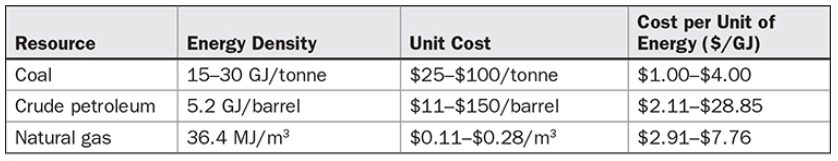 Resource Energy Density Unit Cost Cost per Unit of Energy ($/GJ)
Coal 15–30 GJ/tonne $25–$100/tonne $1.00–$4.00
Crude petroleum 5.2 GJ/barrel $11–$150/barrel $2.11–$28.85
Natural gas 36.4 MJ/m³ $0.11–$0.28/m³ $2.91–$7.76